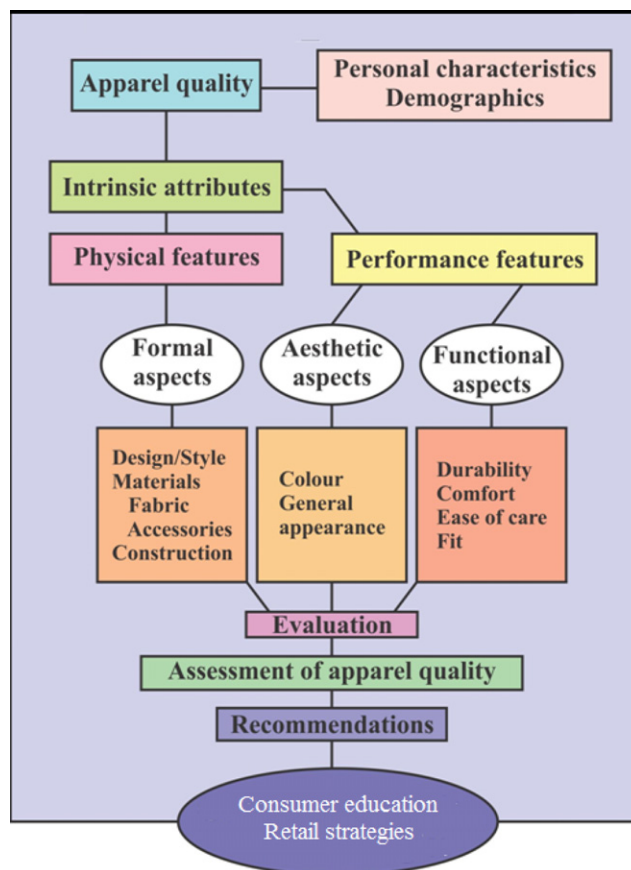 Apparel quality
Personal characteristics
Demographics
Intrinsic attributes
Physical features
Performance features
Formal
aspects
Aesthetic
aspects
Functional
aspects
Design/Style
Materials
Fabric
Accessories
Construction
Colour
General
appearance
Durability
Comfort
Ease of care
Fit
Evaluation
Assessment of apparel quality
Recommendations
Consumer education
Retail strategies